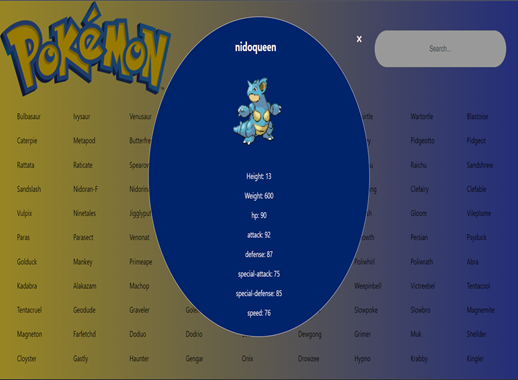 POKéMON
nidoqueen
x
Search...
Height: 13
Weight: 600
hp: 90
attack: 92
defense: 87
special-attack: 75
special-defense: 85
speed: 76
Bulbasaur Ivysaur Venusaur Wartortle Blastoise
Caterpie Metapod Butterfre Pidgeotto Pidgeot
Rattata Raticate Spearow Raichu Sandshrew
Sandslash Nidoran-F Nidorin Clefairy Clefable
Vulpix Ninetales Jigglypuf Gloom Vileplume
Paras Parasect Venonat Persian Psyduck
Golduck Mankey Primeape Poliwhirl Poliwrath Abra
Kadabra Alakazam Machop Weepinbell Victreebel Tentacool
Tentacruel Geodude Graveler Slowpoke Slowbro Magnemite
Magneton Farfetchd Doduo Dodrio Dewgong Grimer Muk Shellder
Cloyster Gastly Haunter Gengar Onix Drowzee Hypno Krabby Kingler